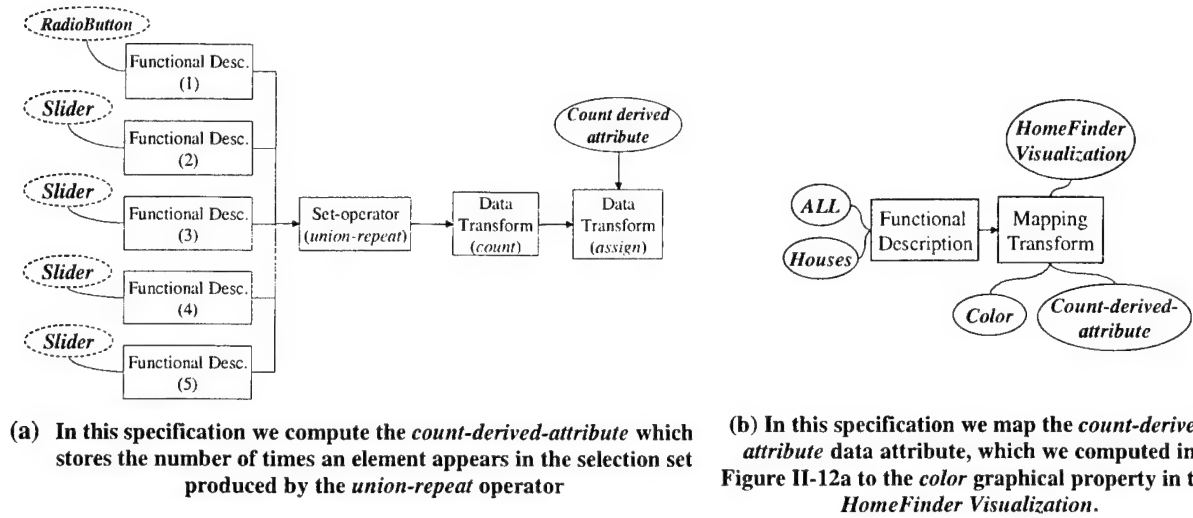 RadioButton
Functional Desc.
(1)
Slider
Functional Desc.
(2)
Slider
Functional Desc.
(3)
Slider
Functional Desc.
(4)
Slider
Functional Desc.
(5)
Set-operator
(union-repeat)
Data
Transform
(count)
Count derived
attribute
Data
Transform
(assign)
(a) In this specification we compute the count-derived-attribute which
stores the number of times an element appears in the selection set
produced by the union-repeat operator
HomeFinder
Visualization
ALL
Houses
Functional
Description
Mapping
Transform
Color
Count-derived-
attribute
(b) In this specification we map the count-derive
attribute data attribute, which we computed in
Figure II-12a to the color graphical property in t
HomeFinder Visualization.